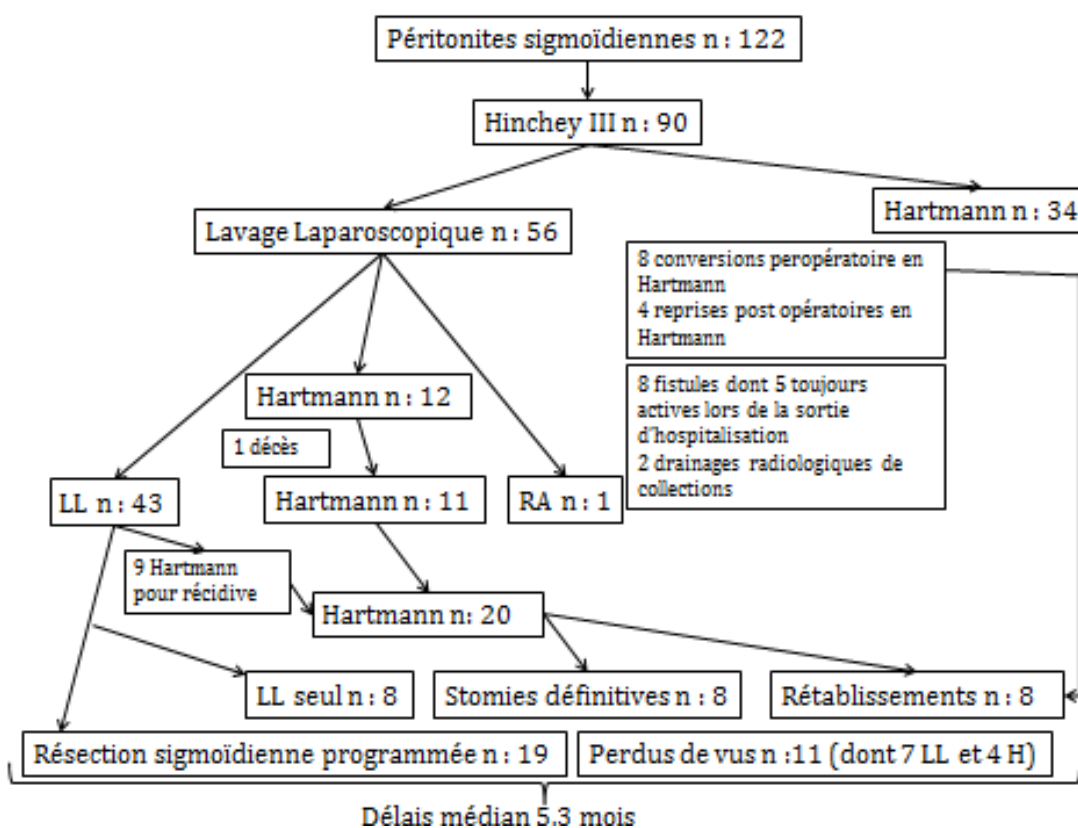 Péritonites sigmoïdiennes n : 122
Hinchey III n : 90
Hartmann n : 34
Lavage Laparoscopique n : 56
8 conversions peropératoire en
Hartmann
4 reprises post opératoires en
Hartmann
8 fistules dont 5 toujours
actives lors de la sortie
d'hospitalisation
2 drainages radiologiques de
collections
Hartmann n : 12
1 décès
LL n : 43
Hartmann n : 11
RA n : 1
9 Hartmann
pour récidive
Hartmann n: 20
LL seul n : 8
Stomies définitives n : 8
Rétablissements n : 8
Résection sigmoïdienne programmée n : 19
Perdus de vus n :11 (dont 7 LL et 4 H)
Délais médian 5.3 mois